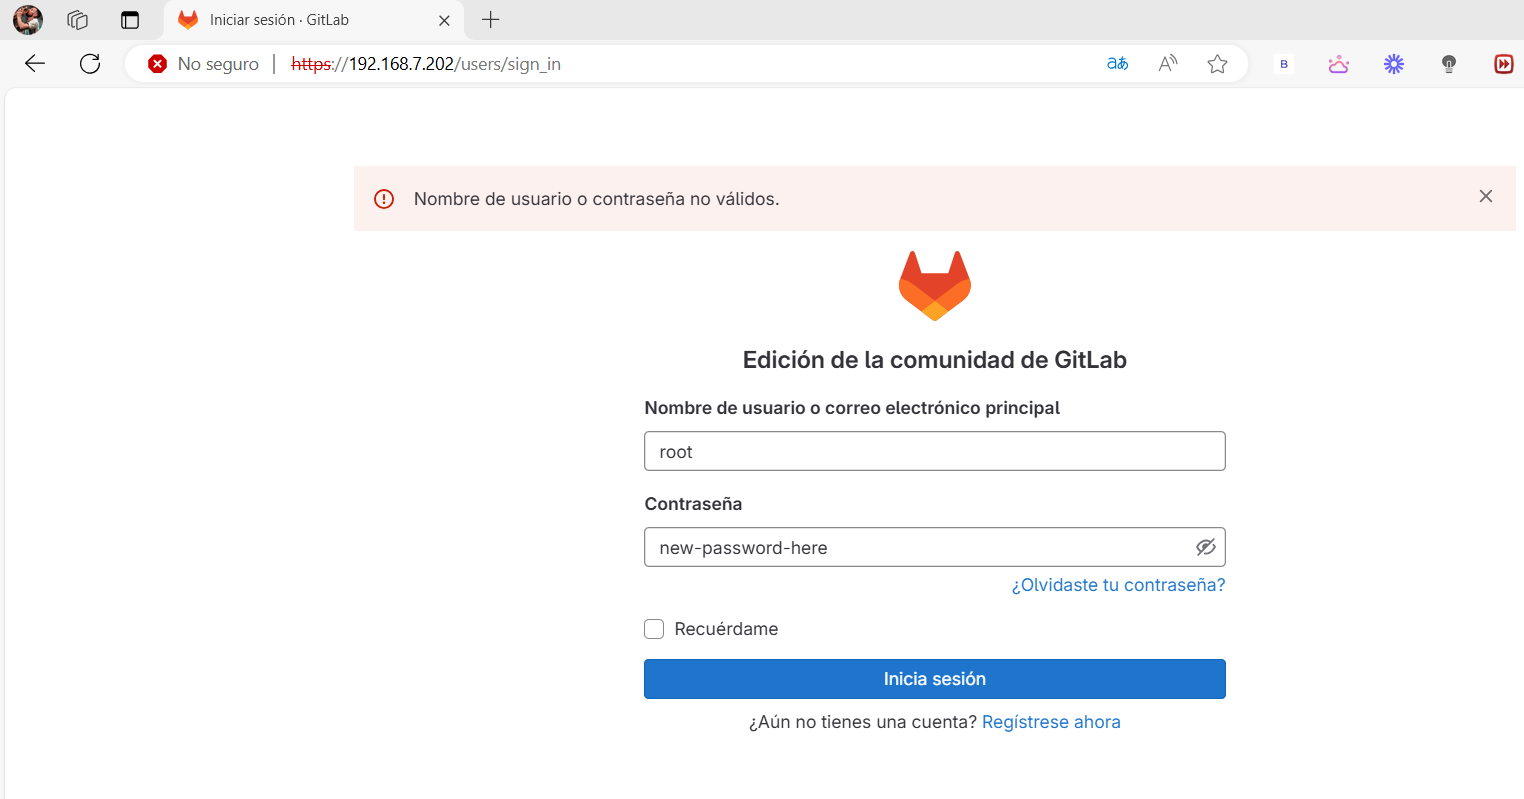 Iniciar sesión · GitLab
No seguro | https://192.168.7.202/users/sign_in
aあ
A
B
Nombre de usuario o contraseña no válidos.
Edición de la comunidad de GitLab
Nombre de usuario o correo electrónico principal
root
Contraseña
new-password-here
¿Olvidaste tu contraseña?
Recuérdame
Inicia sesión
¿Aún no tienes una cuenta? Regístrese ahora